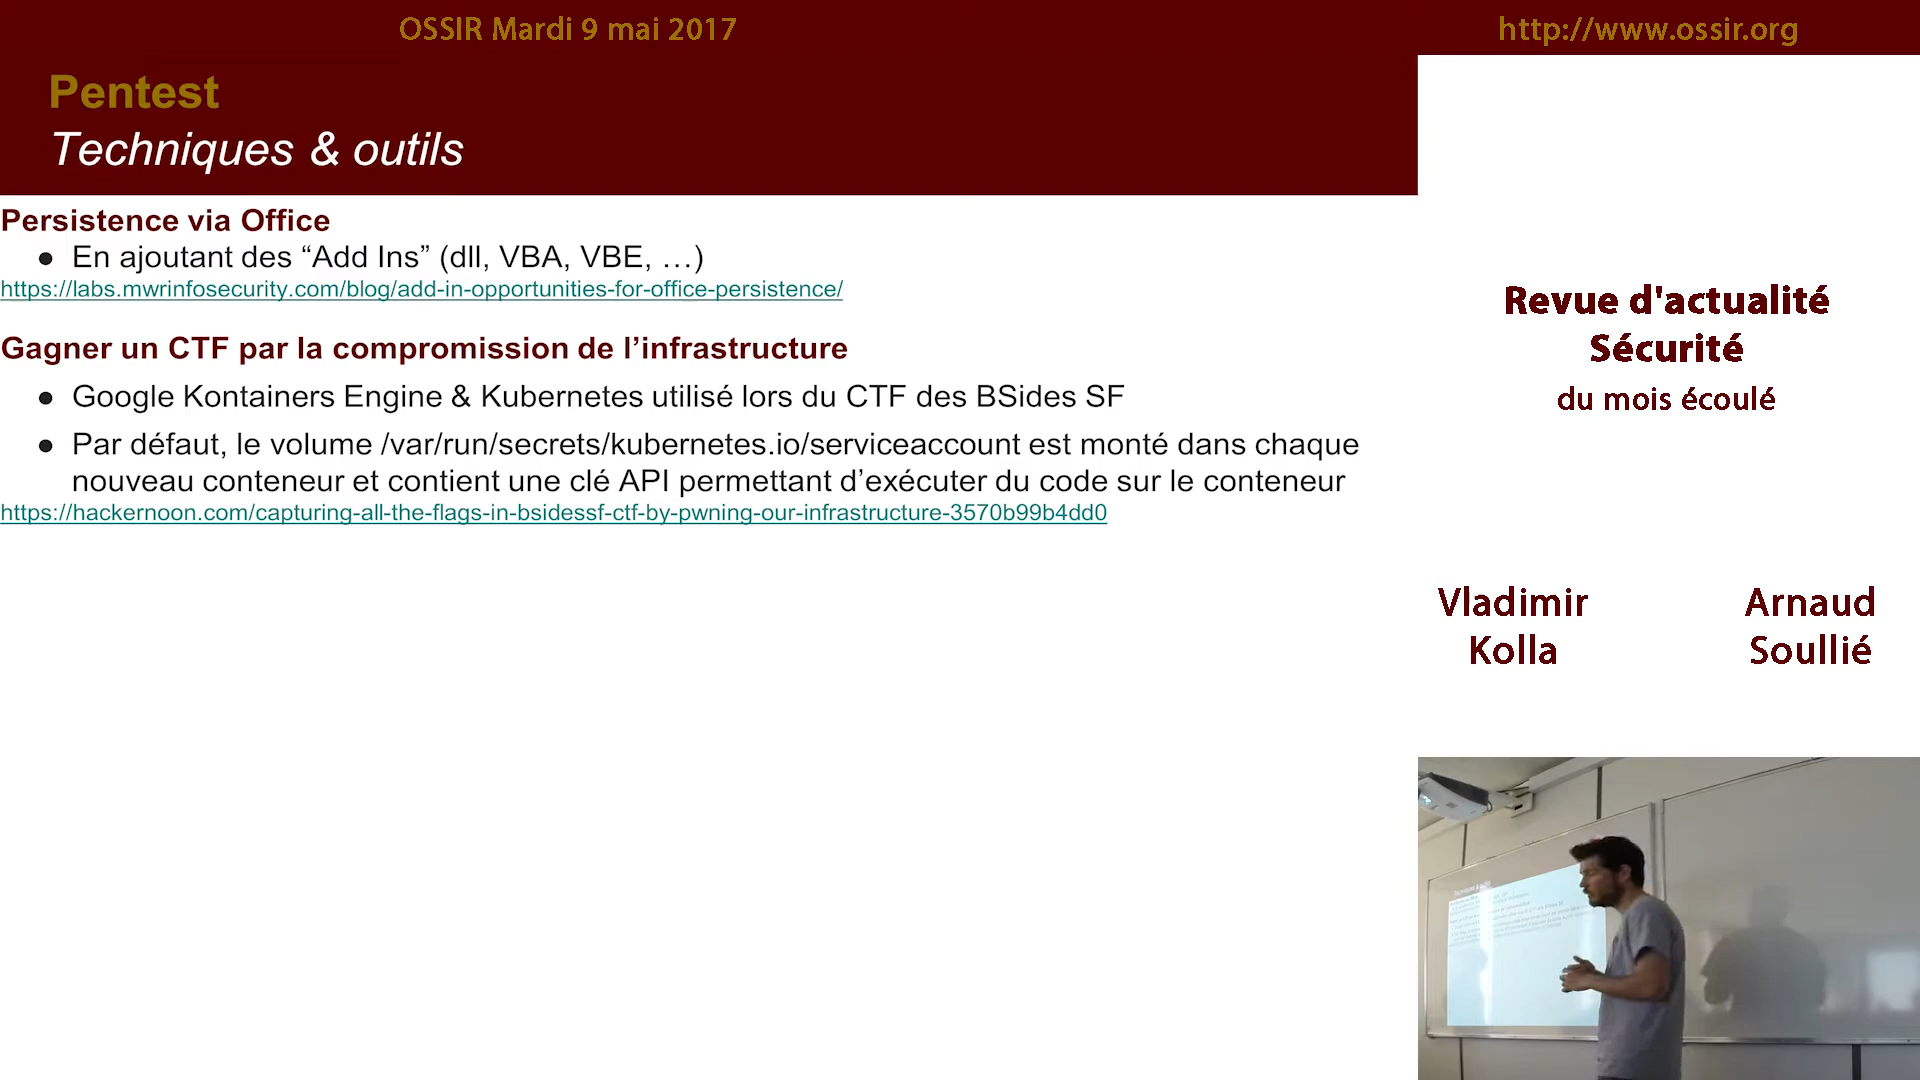 OSSIR Mardi 9 mai 2017
http://www.ossir.org
Pentest
Techniques & outils
Persistence via Office
● En ajoutant des “Add Ins” (dll, VBA, VBE, …)
https://labs.mwrinfosecurity.com/blog/add-in-opportunities-for-office-persistence/
Gagner un CTF par la compromission de l’infrastructure
● Google Kontainers Engine & Kubernetes utilisé lors du CTF des BSides SF
● Par défaut, le volume /var/run/secrets/kubernetes.io/serviceaccount est monté dans chaque
nouveau conteneur et contient une clé API permettant d’exécuter du code sur le conteneur
https://hackernoon.com/capturing-all-the-flags-in-bsidessf-ctf-by-pwning-our-infrastructure-3570b99b4dd0
Revue d'actualité
Sécurité
du mois écoulé
Vladimir
Kolla
Arnaud
Soullié